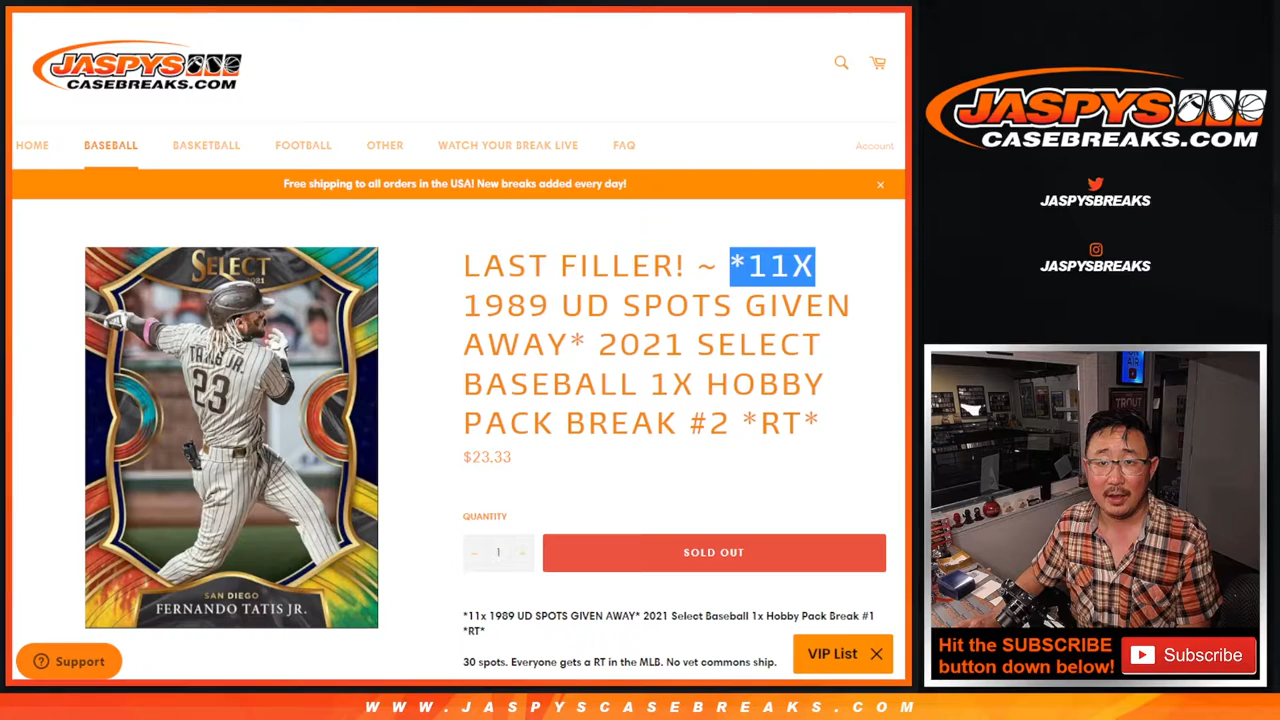 JASPYS
CASEBREAKS.COM
HOME BASEBALL BASKETBALL FOOTBALL OTHER WATCH YOUR BREAK LIVE FAQ Account
Free shipping to all orders in the USA! New breaks added every day! ×
SELECT
2021
TATIS JR.
23
SAN DIEGO
FERNANDO TATIS JR.
LAST FILLER! ~ *11X
1989 UD SPOTS GIVEN
AWAY* 2021 SELECT
BASEBALL 1X HOBBY
PACK BREAK #2 *RT*
$23.33
QUANTITY
− 1 +
SOLD OUT
*11x 1989 UD SPOTS GIVEN AWAY* 2021 Select Baseball 1x Hobby Pack Break #1
*RT*
30 spots. Everyone gets a RT in the MLB. No vet commons ship.
Support
VIP List
JASPYS
CASEBREAKS.COM
JASPYSBREAKS
JASPYSBREAKS
ON
AIR
TROUT
Hit the SUBSCRIBE
button down below!
Subscribe
WWW.JASPYSCASEBREAKS.COM